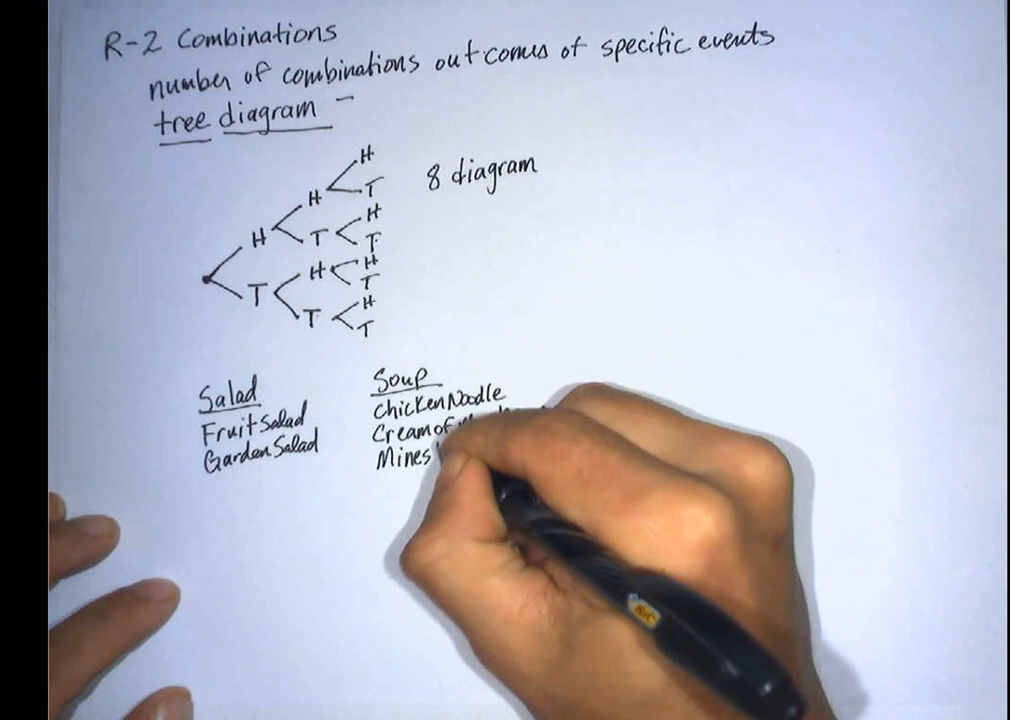 R-2 Combinations
number of combinations outcomes of specific events
tree diagram -
H
H
T
8 diagram
H
H
T
T
H
H
T
T
H
T
H
T
Salad
Fruit Salad
Garden Salad
Soup
Chicken Noodle
Cream of
Mines
BIC